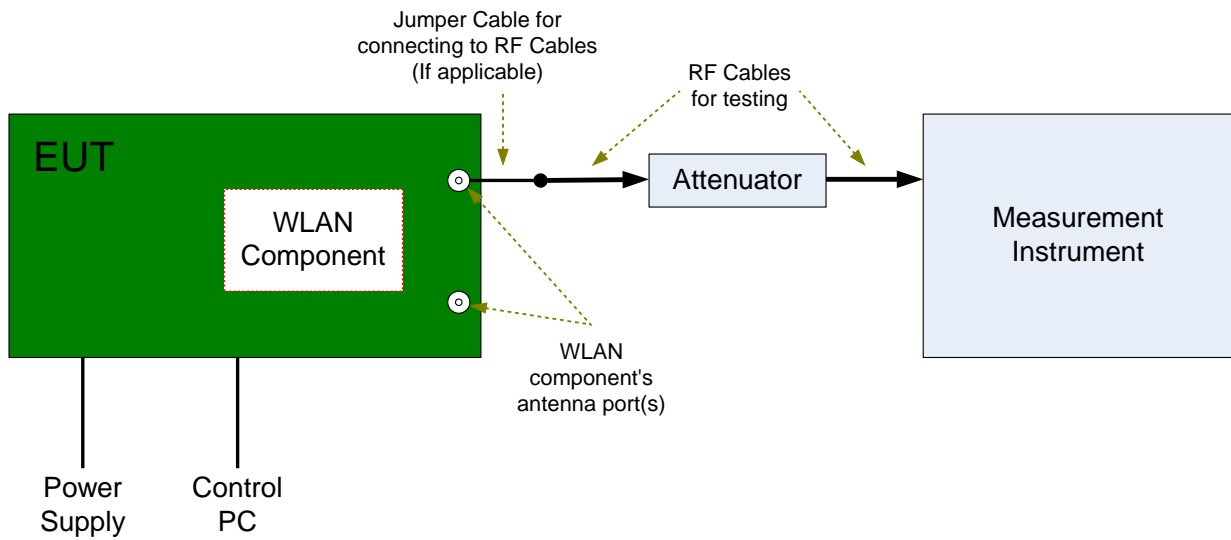 Jumper Cable for
connecting to RF Cables
(If applicable)
RF Cables
for testing
EUT
WLAN
Component
Attenuator
Measurement
Instrument
WLAN
component's
antenna port(s)
Power
Supply
Control
PC